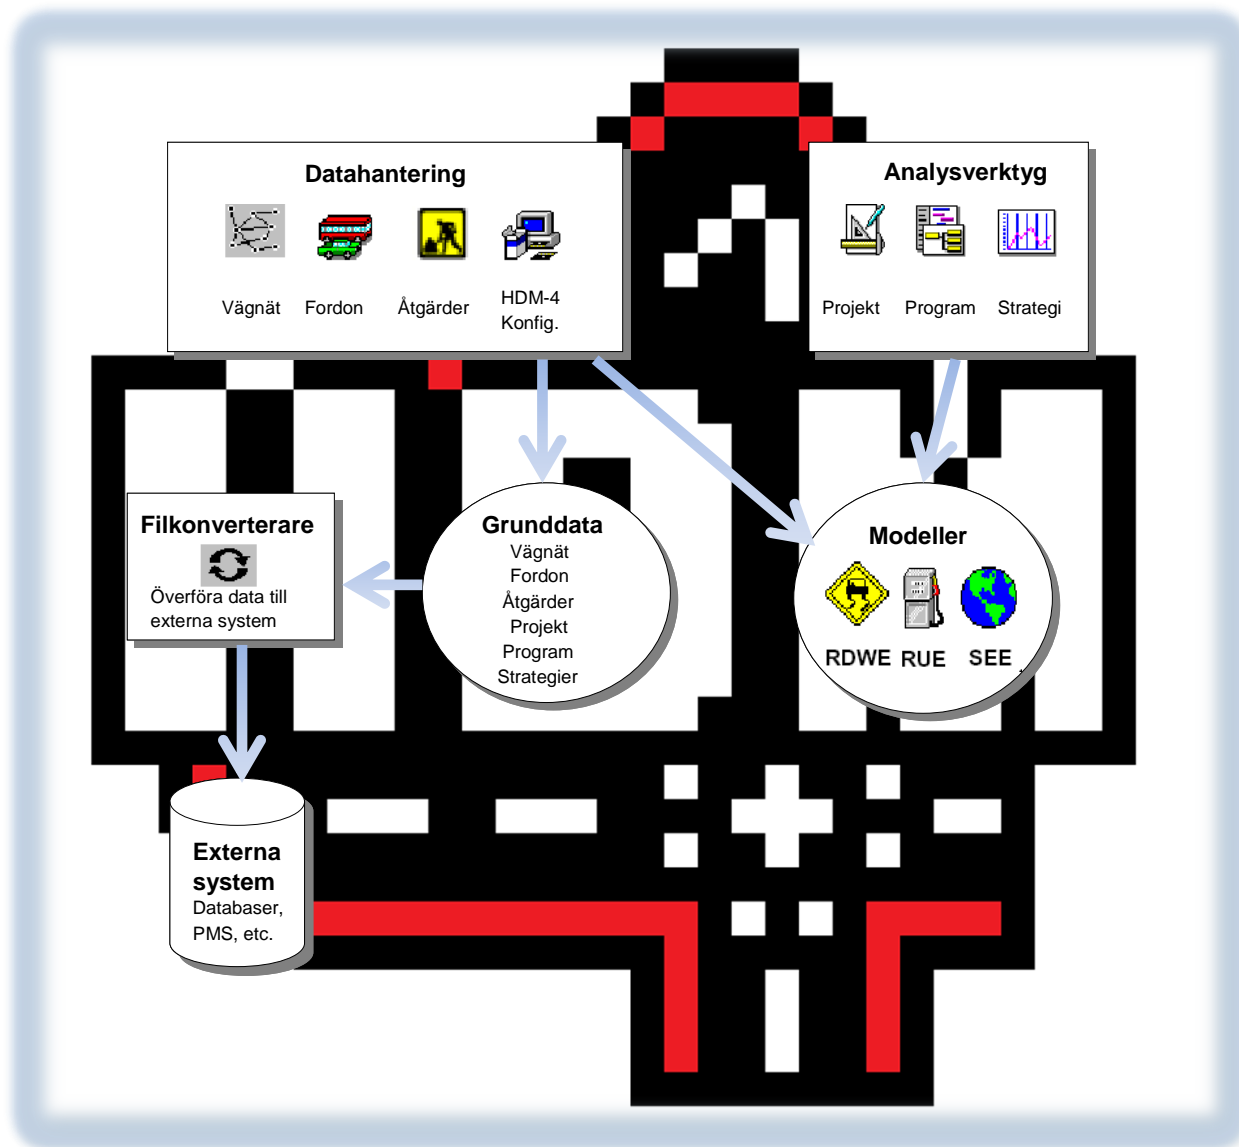 Datahantering
Vägnät Fordon Åtgärder HDM-4
Konfig.
Analysverktyg
Projekt Program Strategi
Filkonverterare
Överföra data till
externa system
Grunddata
Vägnät
Fordon
Åtgärder
Projekt
Program
Strategier
Modeller
RDWE RUE SEE
Externa
system
Databaser,
PMS, etc.